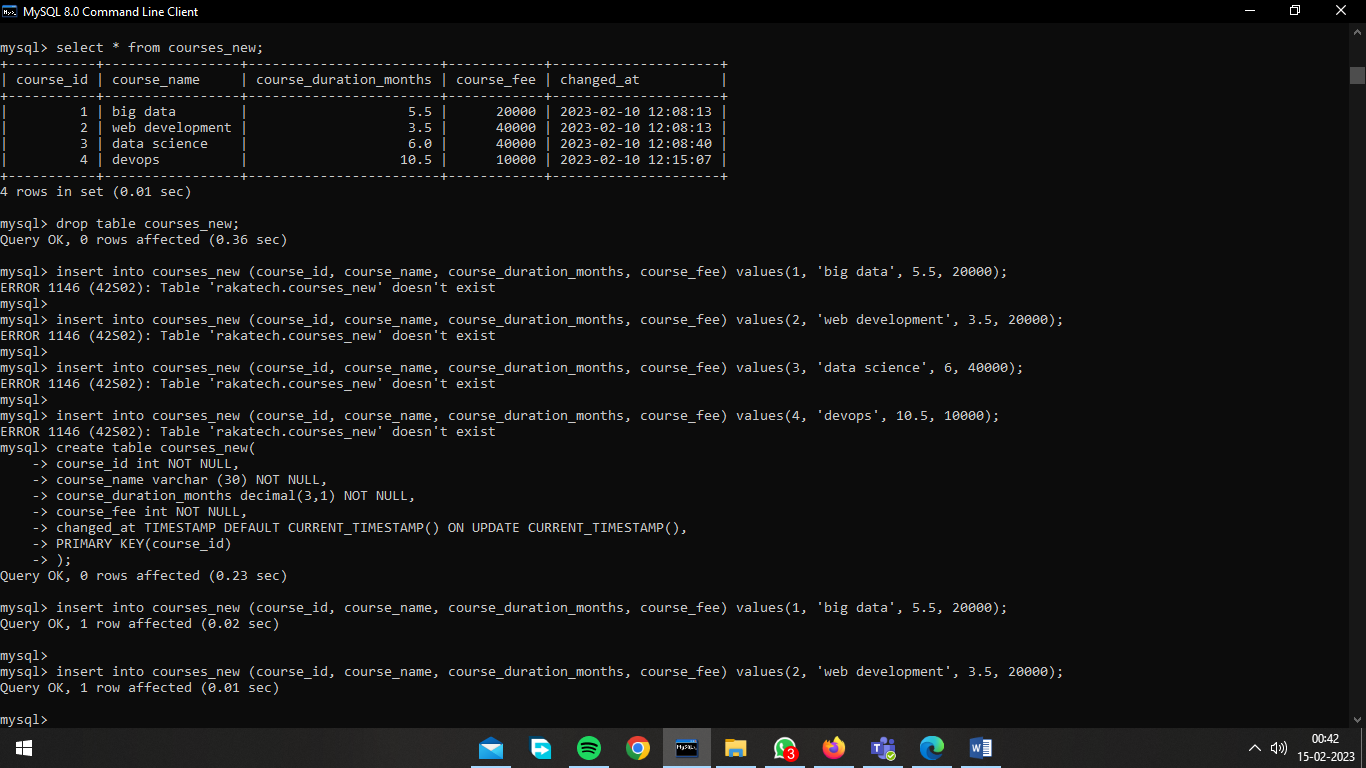 MySQL 8.0 Command Line Client
mysql> select * from courses_new;
+-----------+-----------------+------------------------+------------+---------------------+
| course_id | course_name     | course_duration_months | course_fee | changed_at          |
+-----------+-----------------+------------------------+------------+---------------------+
|         1 | big data        |                    5.5 |      20000 | 2023-02-10 12:08:13 |
|         2 | web development |                    3.5 |      40000 | 2023-02-10 12:08:13 |
|         3 | data science    |                    6.0 |      40000 | 2023-02-10 12:08:40 |
|         4 | devops          |                   10.5 |      10000 | 2023-02-10 12:15:07 |
+-----------+-----------------+------------------------+------------+---------------------+
4 rows in set (0.01 sec)
mysql> drop table courses_new;
Query OK, 0 rows affected (0.36 sec)
mysql> insert into courses_new (course_id, course_name, course_duration_months, course_fee) values(1, 'big data', 5.5, 20000);
ERROR 1146 (42S02): Table 'rakatech.courses_new' doesn't exist
mysql>
mysql> insert into courses_new (course_id, course_name, course_duration_months, course_fee) values(2, 'web development', 3.5, 20000);
ERROR 1146 (42S02): Table 'rakatech.courses_new' doesn't exist
mysql>
mysql> insert into courses_new (course_id, course_name, course_duration_months, course_fee) values(3, 'data science', 6, 40000);
ERROR 1146 (42S02): Table 'rakatech.courses_new' doesn't exist
mysql>
mysql> insert into courses_new (course_id, course_name, course_duration_months, course_fee) values(4, 'devops', 10.5, 10000);
ERROR 1146 (42S02): Table 'rakatech.courses_new' doesn't exist
mysql> create table courses_new(
    -> course_id int NOT NULL,
    -> course_name varchar (30) NOT NULL,
    -> course_duration_months decimal(3,1) NOT NULL,
    -> course_fee int NOT NULL,
    -> changed_at TIMESTAMP DEFAULT CURRENT_TIMESTAMP() ON UPDATE CURRENT_TIMESTAMP(),
    -> PRIMARY KEY(course_id)
    -> );
Query OK, 0 rows affected (0.23 sec)
mysql> insert into courses_new (course_id, course_name, course_duration_months, course_fee) values(1, 'big data', 5.5, 20000);
Query OK, 1 row affected (0.02 sec)
mysql>
mysql> insert into courses_new (course_id, course_name, course_duration_months, course_fee) values(2, 'web development', 3.5, 20000);
Query OK, 1 row affected (0.01 sec)
mysql>
3
00:42
15-02-2023